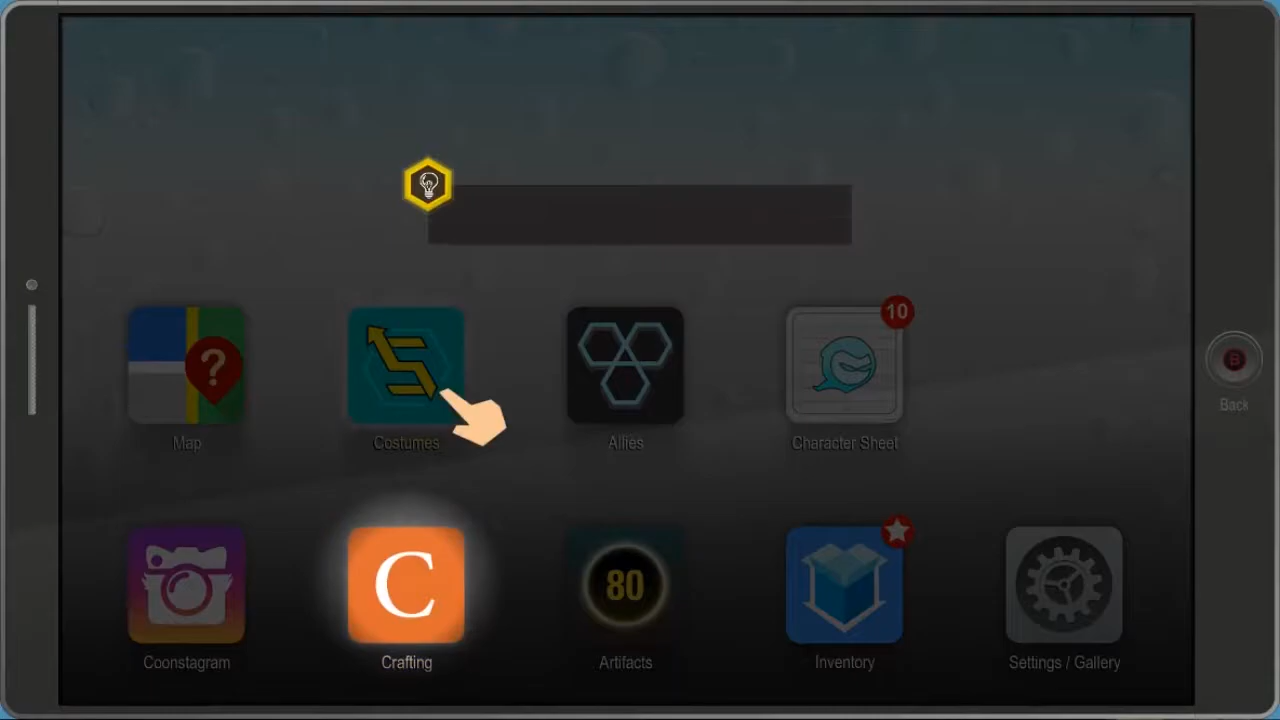 10
?
Map
Costumes
Allies
Character Sheet
B
Back
C
80
Coonstagram
Crafting
Artifacts
Inventory
Settings / Gallery